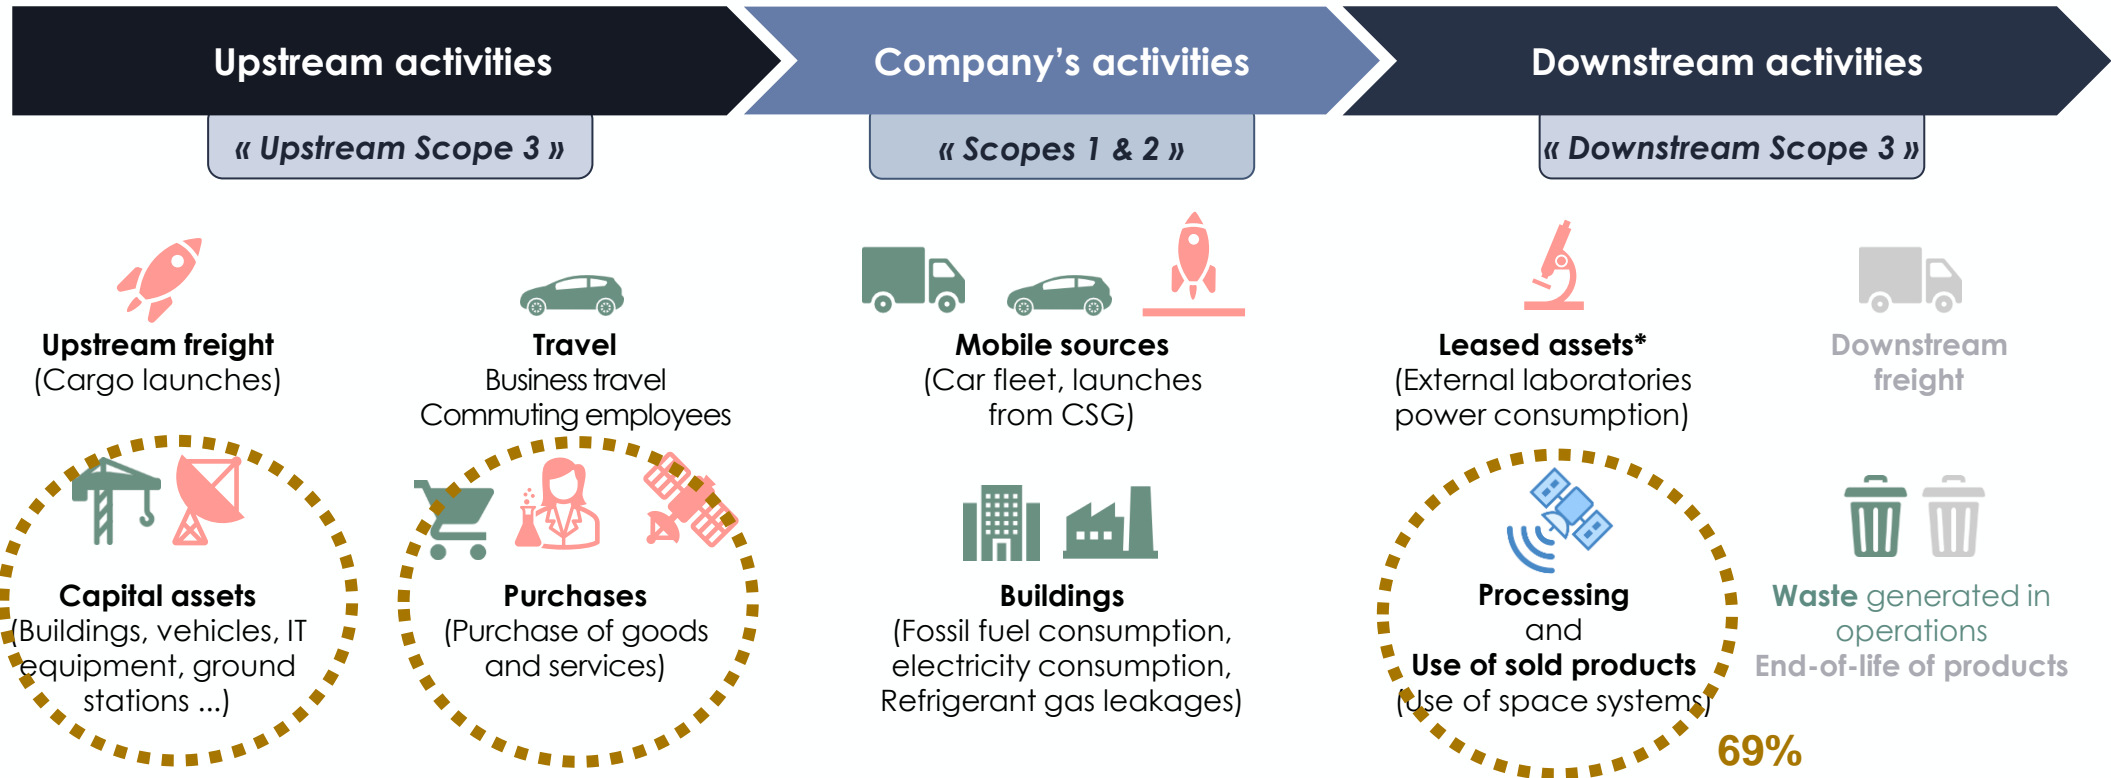 Upstream activities
Company’s activities
Downstream activities
« Upstream Scope 3 »
« Scopes 1 & 2 »
« Downstream Scope 3 »
Upstream freight
(Cargo launches)
Travel
Business travel
Commuting employees
Mobile sources
(Car fleet, launches
from CSG)
Leased assets*
(External laboratories
power consumption)
Downstream
freight
Capital assets
(Buildings, vehicles, IT
equipment, ground
stations ...)
Purchases
(Purchase of goods
and services)
Buildings
(Fossil fuel consumption,
electricity consumption,
Refrigerant gas leakages)
Processing
and
Use of sold products
(Use of space systems)
Waste generated in
operations
End-of-life of products
69%